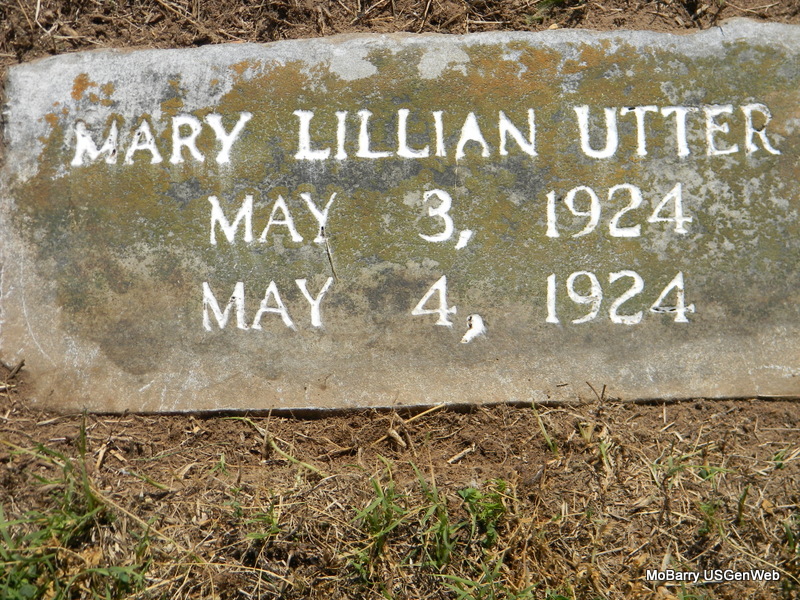 MARY LILLIAN UTTER
MAY 3, 1924
MAY 4, 1924
MoBarry USGenWeb